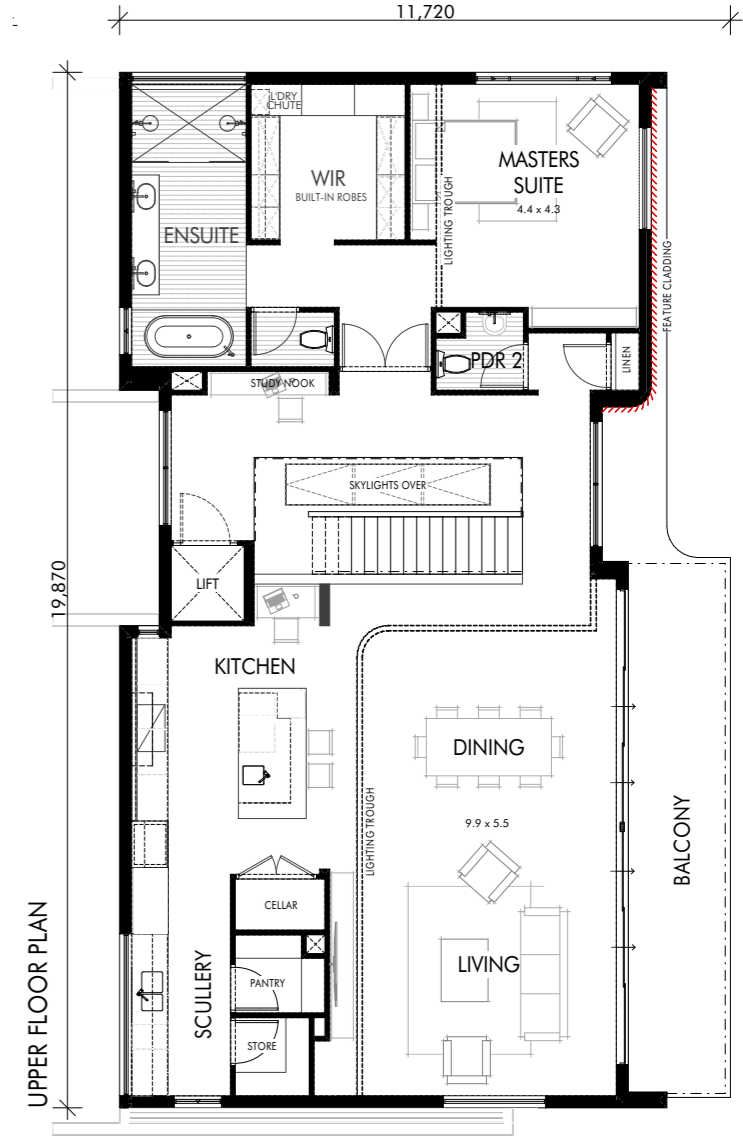 11,720
L'DRY
CHUTE
WIR
BUILT-IN ROBES
MASTERS
SUITE
4.4 x 4.3
ENSUITE
LIGHTING TROUGH
FEATURE CLADDING
STUDY NOOK
PDR 2
LINEN
SKYLIGHTS OVER
19,870
LIFT
KITCHEN
DINING
9.9 x 5.5
LIGHTING TROUGH
BALCONY
CELLAR
LIVING
PANTRY
SCULLERY
STORE
UPPER FLOOR PLAN